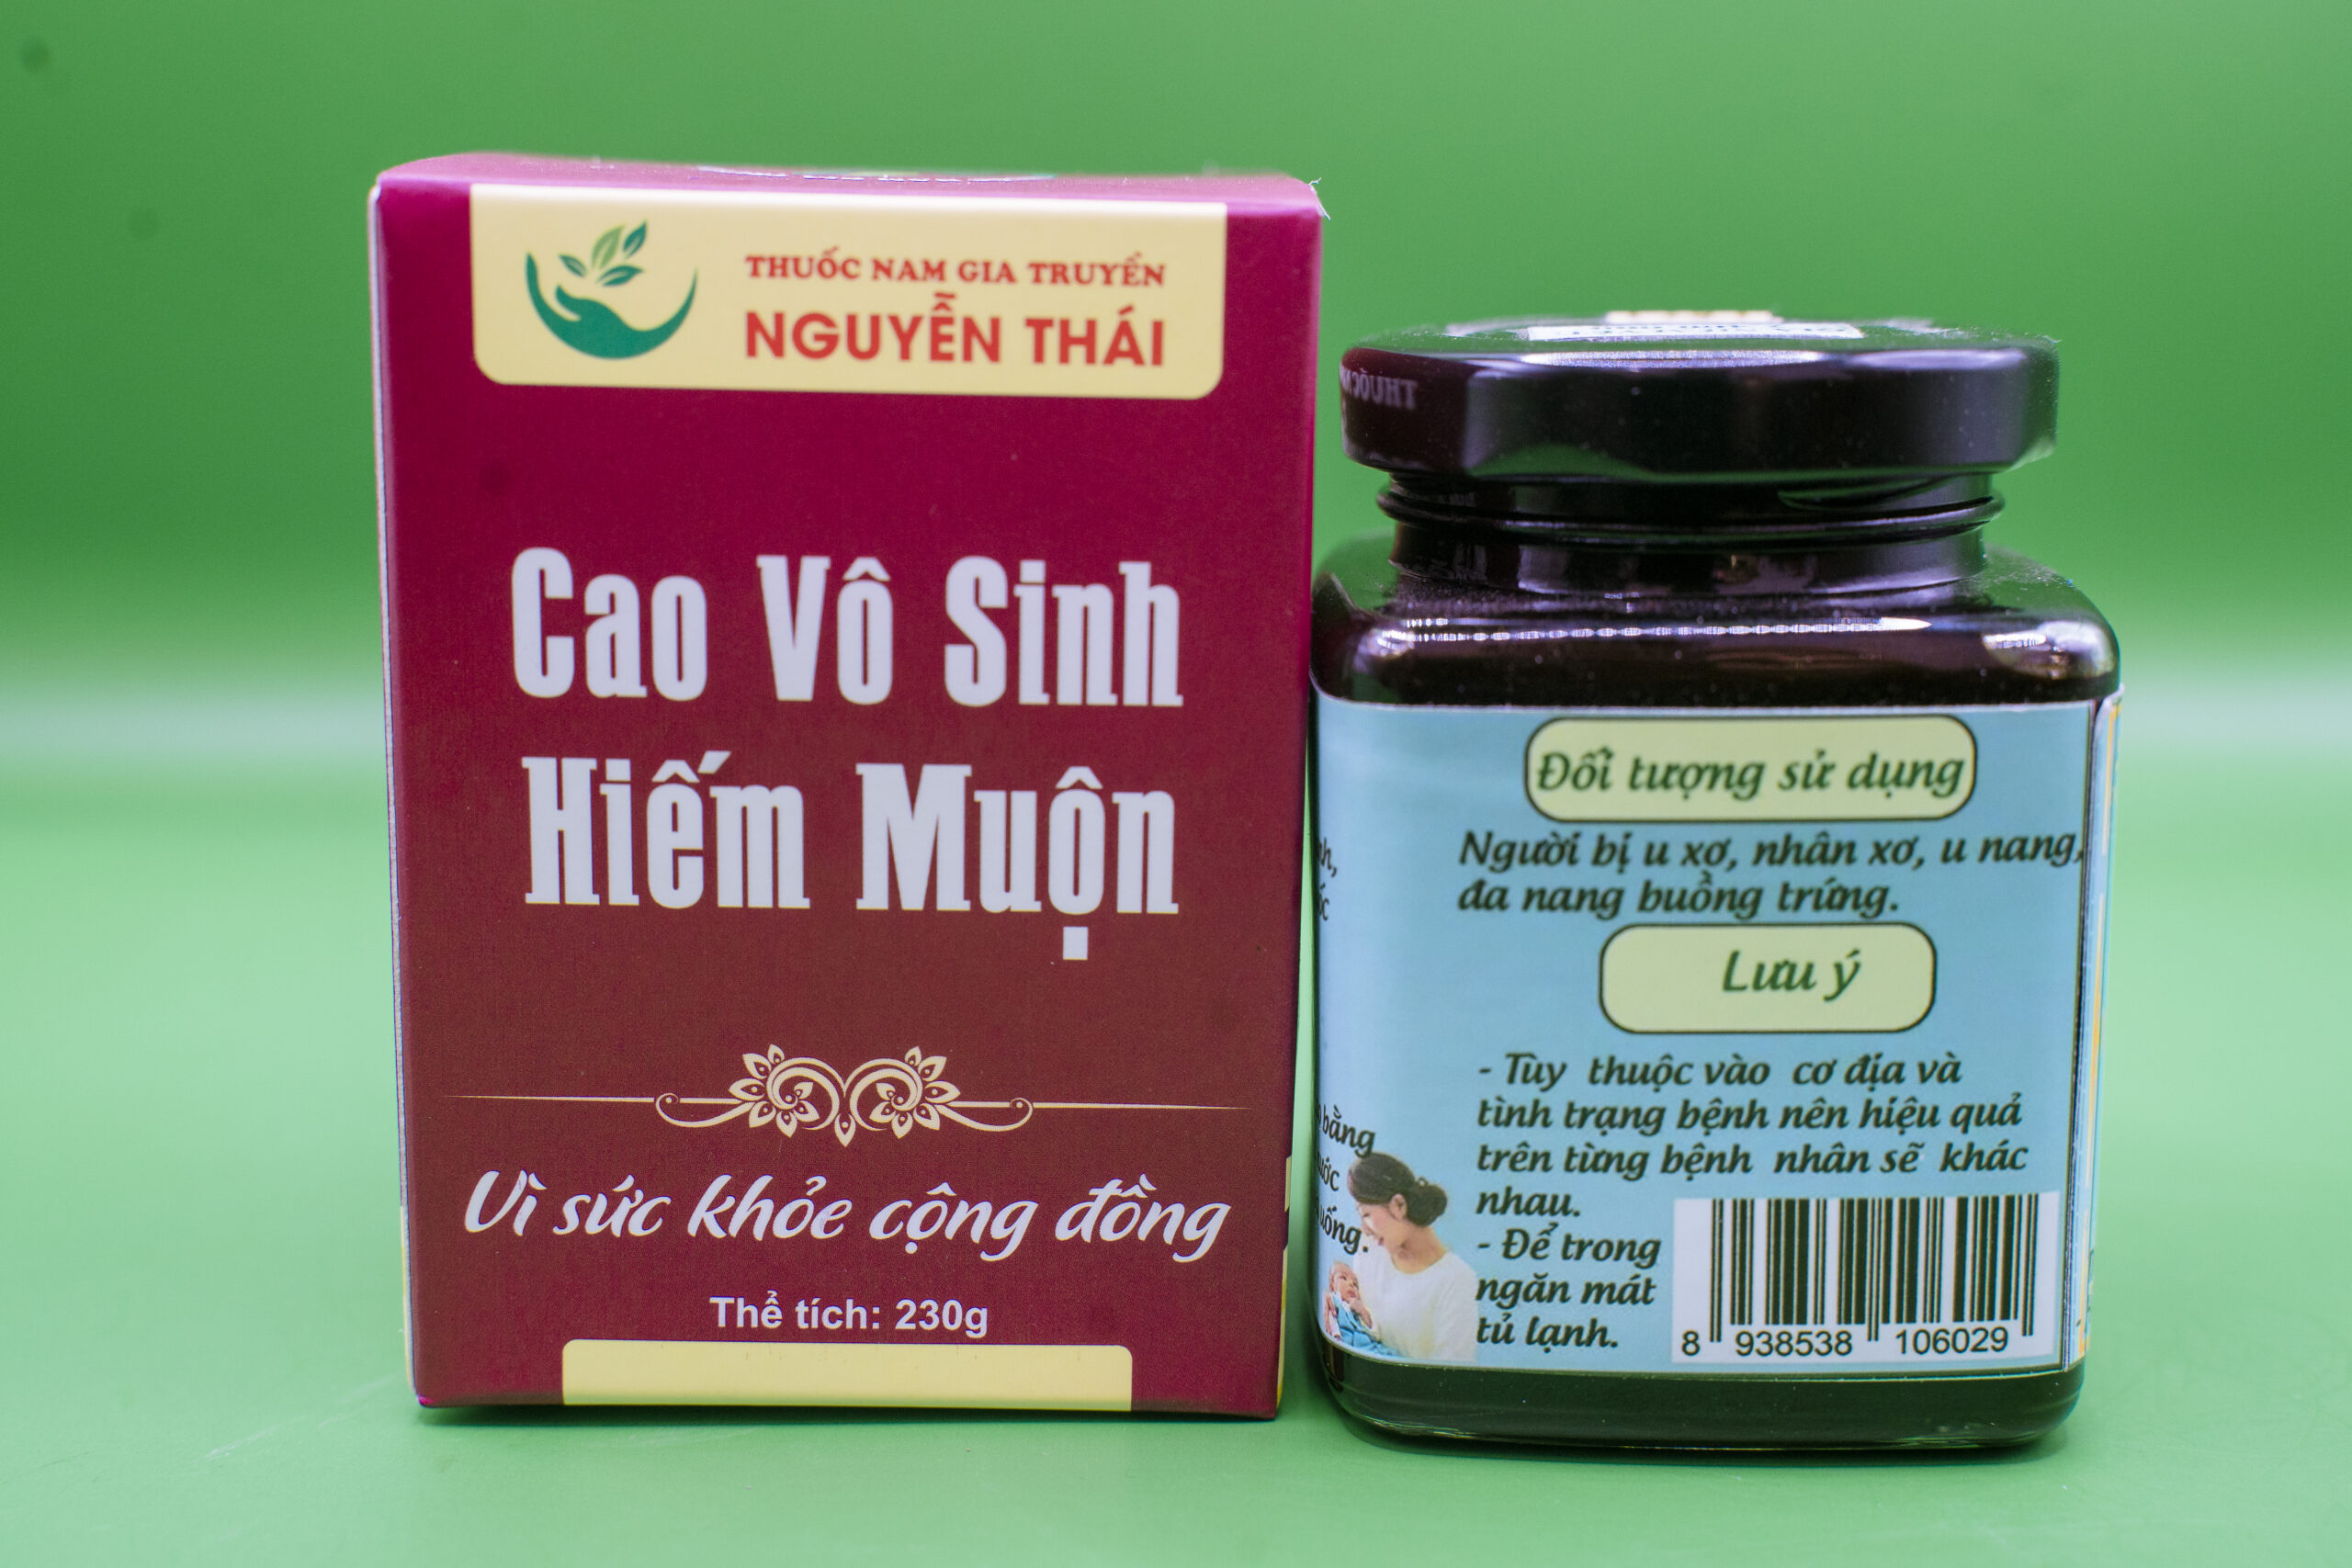 THUỐC NAM GIA TRUYỀN
NGUYỄN THÁI
Cao Vô Sinh
Hiếm Muộn
Vì sức khỏe cộng đồng
Thể tích: 230g
Đối tượng sử dụng
Người bị u xơ, nhân xơ, u nang,
đa nang buồng trứng.
Lưu ý
- Tùy thuộc vào cơ địa và
tình trạng bệnh nên hiệu quả
trên từng bệnh nhân sẽ khác
nhau.
- Để trong
ngăn mát
tủ lạnh.
bằng
8 938538 106029